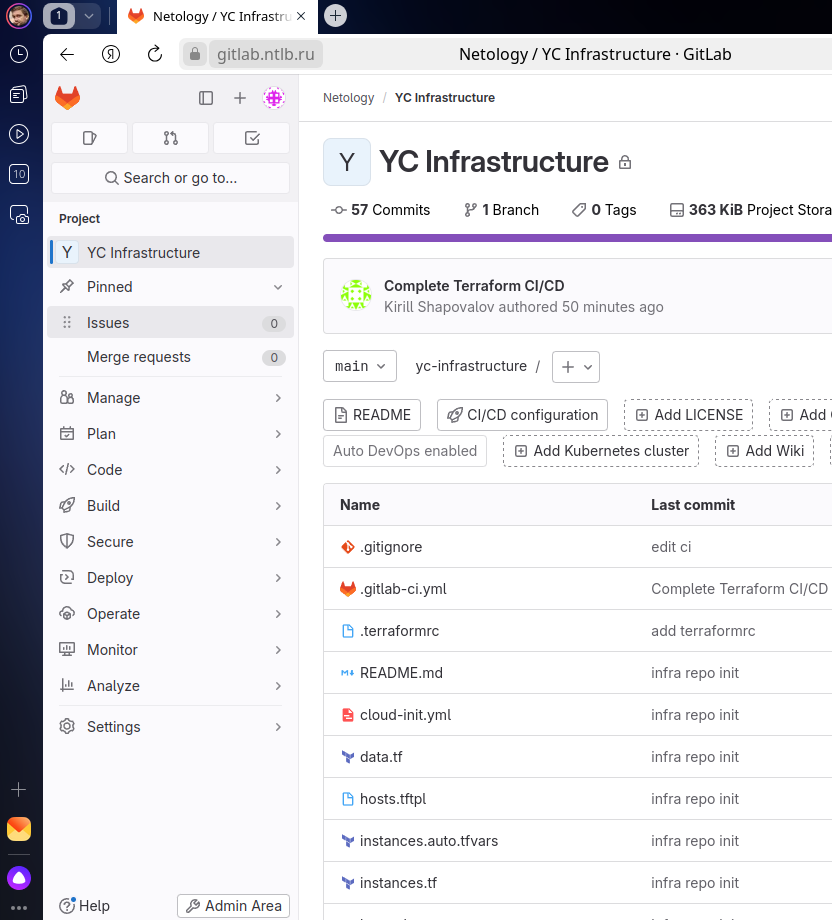 1
Netology / YC Infrastru
gitlab.ntlb.ru
Netology / YC Infrastructure · GitLab
10
Search or go to...
Project
Y YC Infrastructure
Pinned
Issues 0
Merge requests 0
Manage
Plan
Code
Build
Secure
Deploy
Operate
Monitor
Analyze
Settings
Help
Admin Area
Netology / YC Infrastructure
Y YC Infrastructure
57 Commits 1 Branch 0 Tags 363 KiB Project Stora
Complete Terraform CI/CD
Kirill Shapovalov authored 50 minutes ago
main yc-infrastructure /
README CI/CD configuration Add LICENSE Add
Auto DevOps enabled Add Kubernetes cluster Add Wiki
Name Last commit
.gitignore edit ci
.gitlab-ci.yml Complete Terraform CI/CD
.terraformrc add terraformrc
README.md infra repo init
cloud-init.yml infra repo init
data.tf infra repo init
hosts.tftpl infra repo init
instances.auto.tfvars infra repo init
instances.tf infra repo init